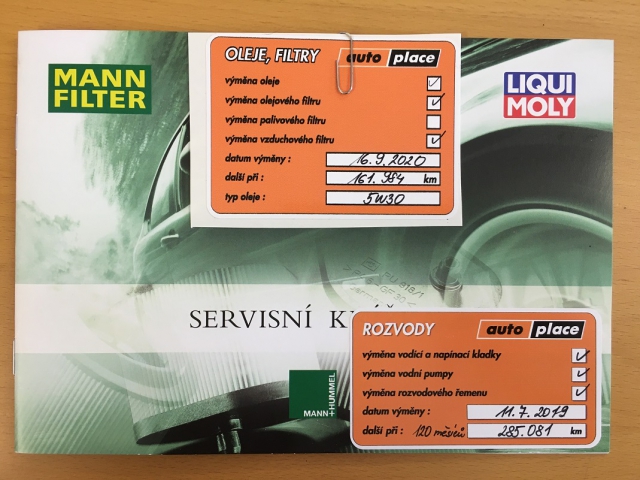 MANN
FILTER
OLEJE, FILTRY auto place
výměna oleje
výměna olejového filtru
výměna palivového filtru
výměna vzduchového filtru
datum výměny : 16.9.2020
další při : 161.984 km
typ oleje : 5W30
LIQUI
MOLY
SERVISNÍ
ROZVODY auto place
výměna vodicí a napínací kladky
výměna vodní pumpy
výměna rozvodového řemenu
datum výměny : 11.7.2019
další při : 120 měsíců 285.081 km
MANN+
HUMMEL